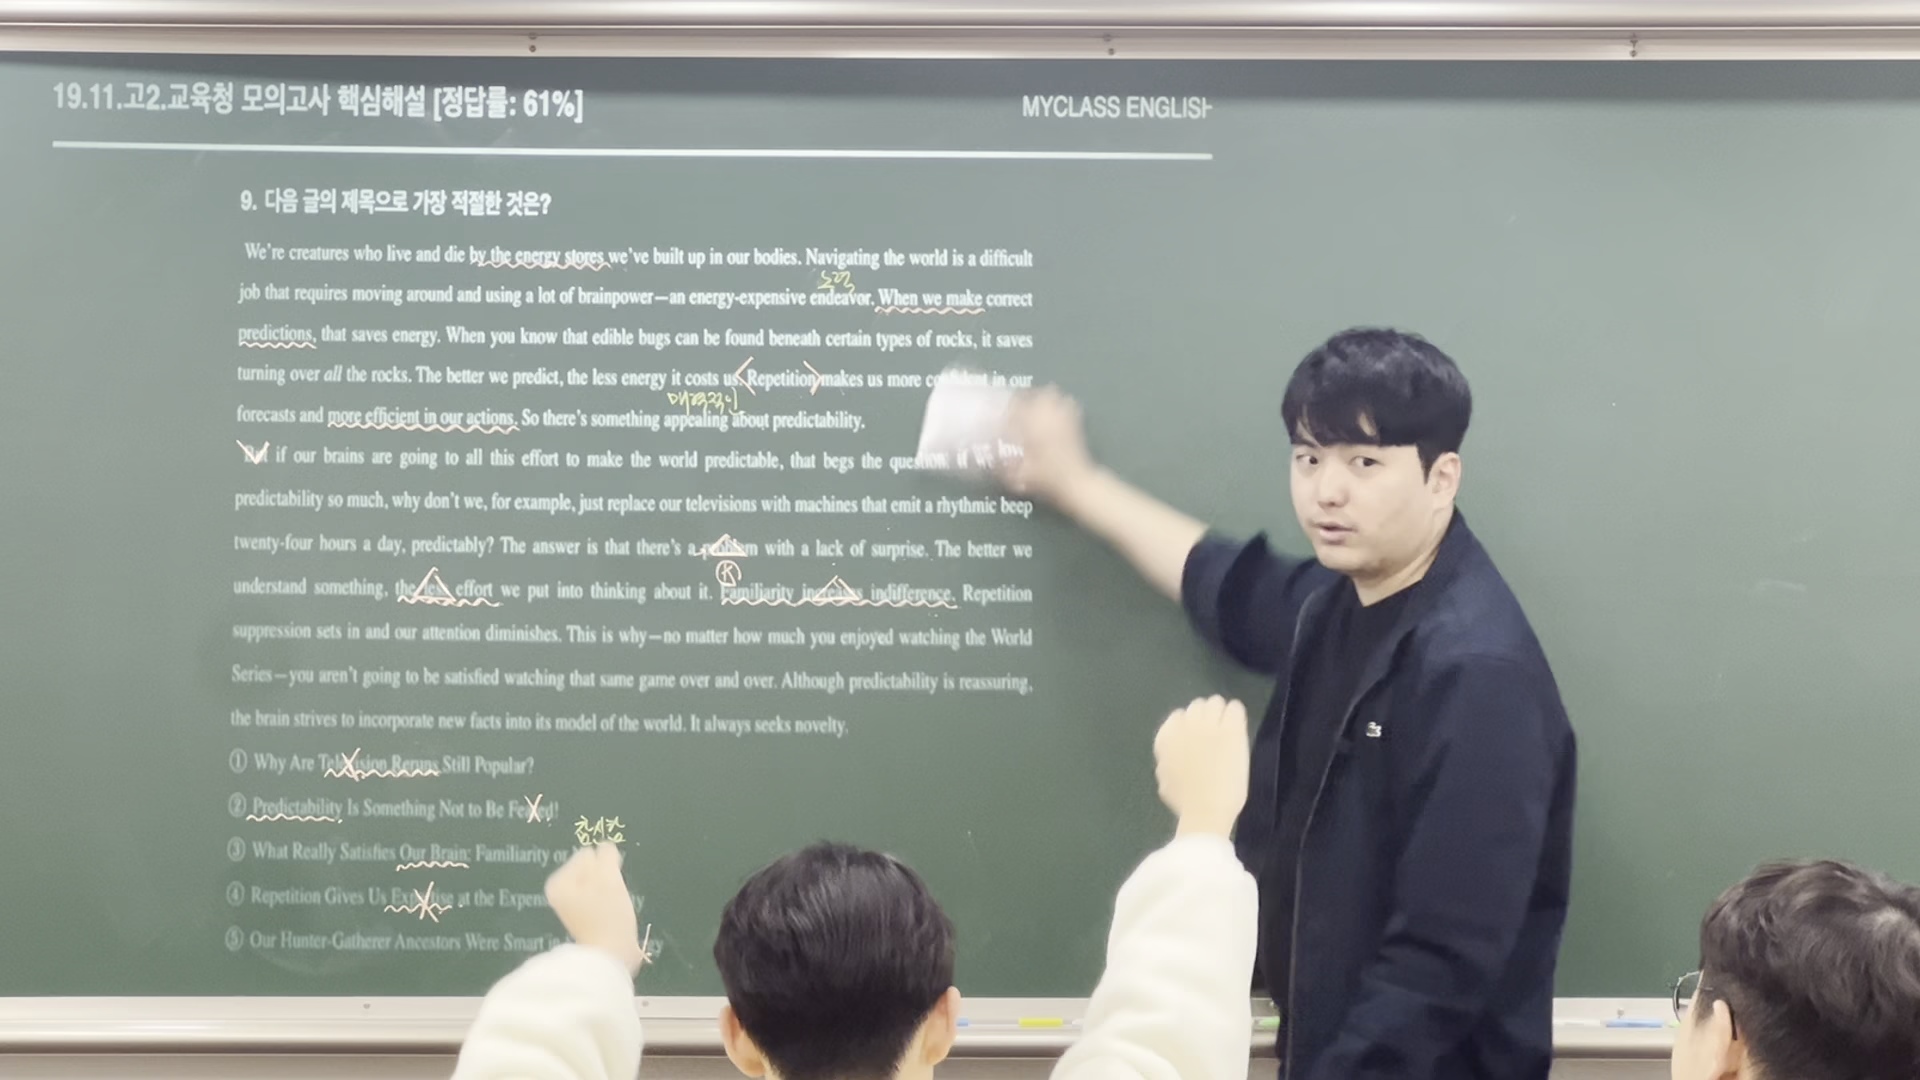 19.11.고2.교육청 모의고사 핵심해설 [정답률: 61%]
MYCLASS ENGLISH
9. 다음 글의 제목으로 가장 적절한 것은?
We're creatures who live and die by the energy stores we've built up in our bodies. Navigating the world is a difficult
노력
job that requires moving around and using a lot of brainpower—an energy-expensive endeavor. When we make correct
predictions, that saves energy. When you know that edible bugs can be found beneath certain types of rocks, it saves
turning over all the rocks. The better we predict, the less energy it costs us. Repetition makes us more confident in our
매력적인
forecasts and more efficient in our actions. So there's something appealing about predictability.
But if our brains are going to all this effort to make the world predictable, that begs the question: if we love
predictability so much, why don't we, for example, just replace our televisions with machines that emit a rhythmic beep
twenty-four hours a day, predictably? The answer is that there's a problem with a lack of surprise. The better we
understand something, the less effort we put into thinking about it. Familiarity increases indifference. Repetition
suppression sets in and our attention diminishes. This is why—no matter how much you enjoyed watching the World
Series—you aren't going to be satisfied watching that same game over and over. Although predictability is reassuring,
the brain strives to incorporate new facts into its model of the world. It always seeks novelty.
① Why Are Television Reruns Still Popular?
② Predictability Is Something Not to Be Feared!
참신함
③ What Really Satisfies Our Brain: Familiarity or
④ Repetition Gives Us Expertise at the
⑤ Our Hunter-Gatherer Ancestors Were Smart